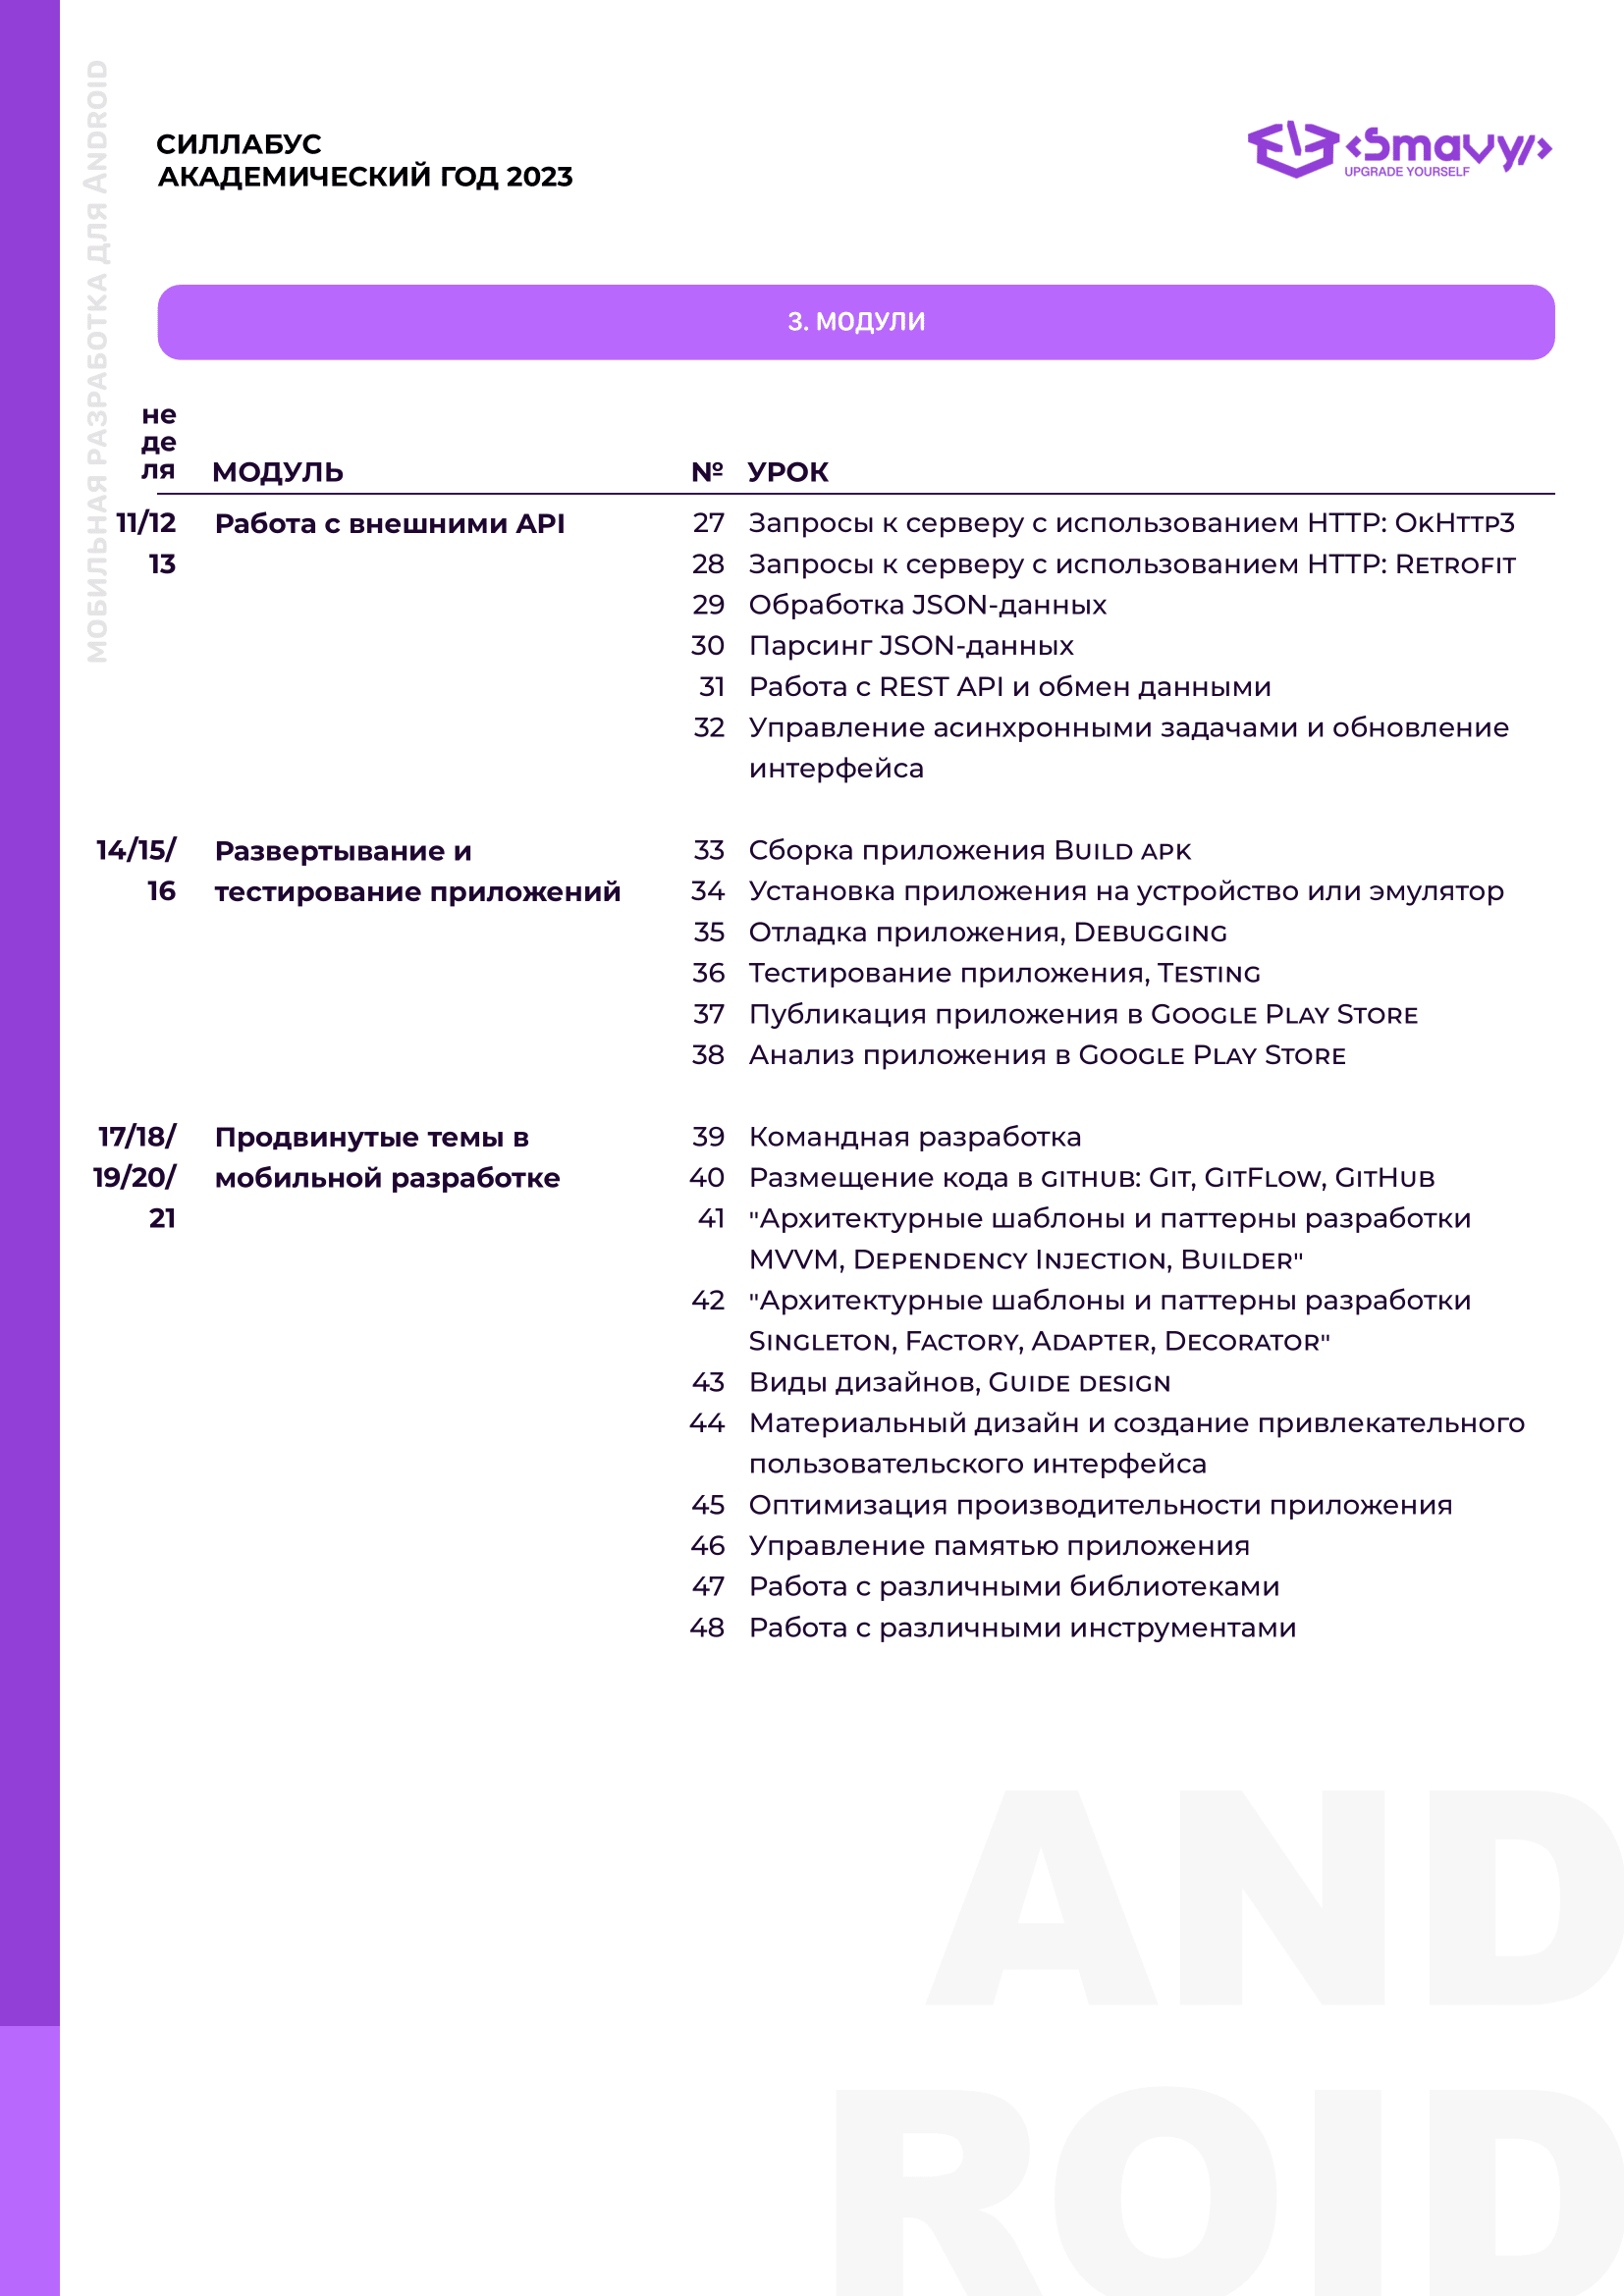 МОБИЛЬНАЯ РАЗРАБОТКА ДЛЯ ANDROID
СИЛЛАБУС
АКАДЕМИЧЕСКИЙ ГОД 2023
<Smavy/>
UPGRADE YOURSELF
3. МОДУЛИ
не
де
ля МОДУЛЬ № УРОК
11/12 Работа с внешними API 27 Запросы к серверу с использованием HTTP: OkHttp3
13 28 Запросы к серверу с использованием HTTP: Retrofit
29 Обработка JSON-данных
30 Парсинг JSON-данных
31 Работа с REST API и обмен данными
32 Управление асинхронными задачами и обновление
интерфейса
14/15/ Развертывание и 33 Сборка приложения Build apk
16 тестирование приложений 34 Установка приложения на устройство или эмулятор
35 Отладка приложения, Debugging
36 Тестирование приложения, Testing
37 Публикация приложения в Google Play Store
38 Анализ приложения в Google Play Store
17/18/ Продвинутые темы в 39 Командная разработка
19/20/ мобильной разработке 40 Размещение кода в github: Git, GitFlow, GitHub
21 41 "Архитектурные шаблоны и паттерны разработки
MVVM, Dependency Injection, Builder"
42 "Архитектурные шаблоны и паттерны разработки
Singleton, Factory, Adapter, Decorator"
43 Виды дизайнов, Guide design
44 Материальный дизайн и создание привлекательного
пользовательского интерфейса
45 Оптимизация производительности приложения
46 Управление памятью приложения
47 Работа с различными библиотеками
48 Работа с различными инструментами
AND
ROID